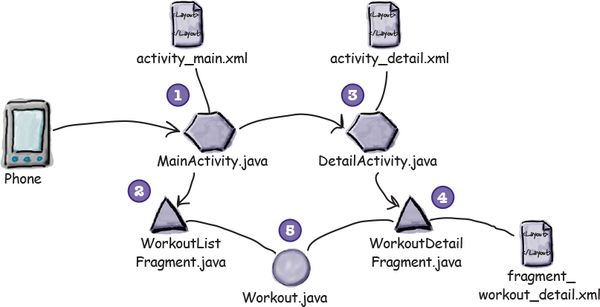 <Layout>
</Layout>
activity_main.xml
<Layout>
</Layout>
activity_detail.xml
1
3
Phone
MainActivity.java
DetailActivity.java
2
4
5
WorkoutList
Fragment.java
WorkoutDetail
Fragment.java
<Layout>
</Layout>
Workout.java
fragment_
workout_detail.xml